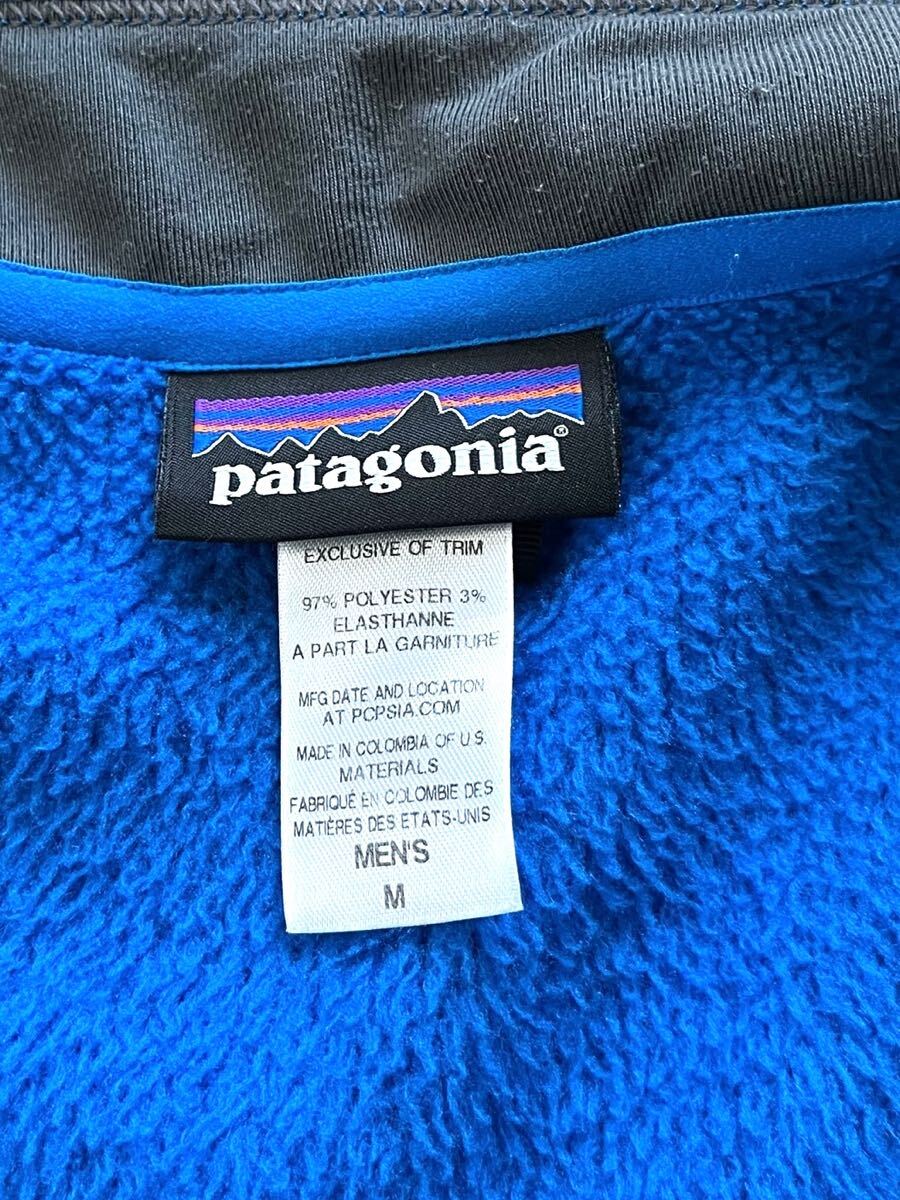 patagonia®
EXCLUSIVE OF TRIM
97% POLYESTER 3%
ELASTHANNE
A PART LA GARNITURE
MFG DATE AND LOCATION
AT PCPSIA.COM
MADE IN COLOMBIA OF U.S.
MATERIALS
FABRIQUÉ EN COLOMBIE DES
MATIÈRES DES ETATS-UNIS
MEN'S
M